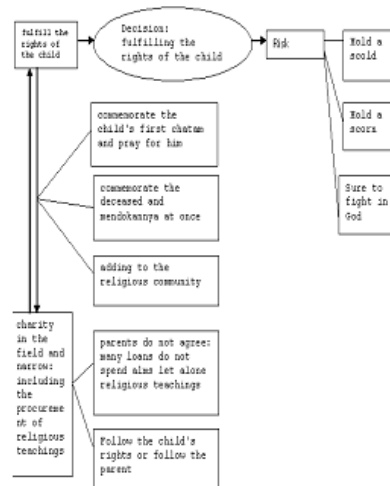 fulfill the
rights of
the child
Decision:
fulfilling the
rights of the child
Risk
Hold a
scold
Hold a
scorn
Sure to
fight in
God
commemorate the
child's first chatam
and pray for him
commemorate the
deceased and
mendokannya at once
adding to the
religious community
charity
in the
field and
narrow:
including
the
procureme
nt of
religious
teachings
parents do not agree:
many loans do not
spend alms let alone
religious teachings
Follow the child's
rights or follow the
parent